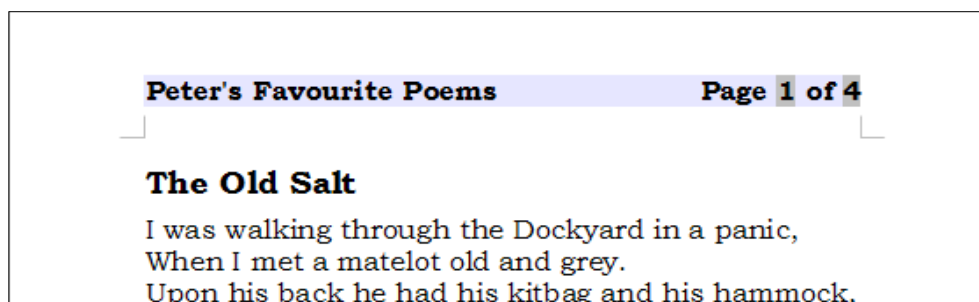 Peter's Favourite Poems Page 1 of 4
The Old Salt
I was walking through the Dockyard in a panic,
When I met a matelot old and grey.
Upon his back he had his kitbag and his hammock,